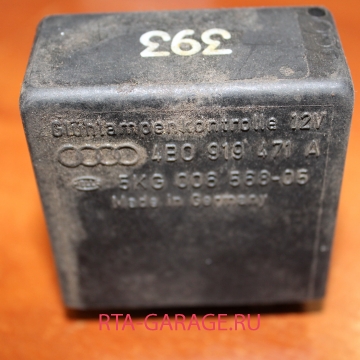 393
Glühlampenkontrolle 12V
4B0 919 471 A
5KG 006 568-05
Made in Germany
RTA-GARAGE.RU